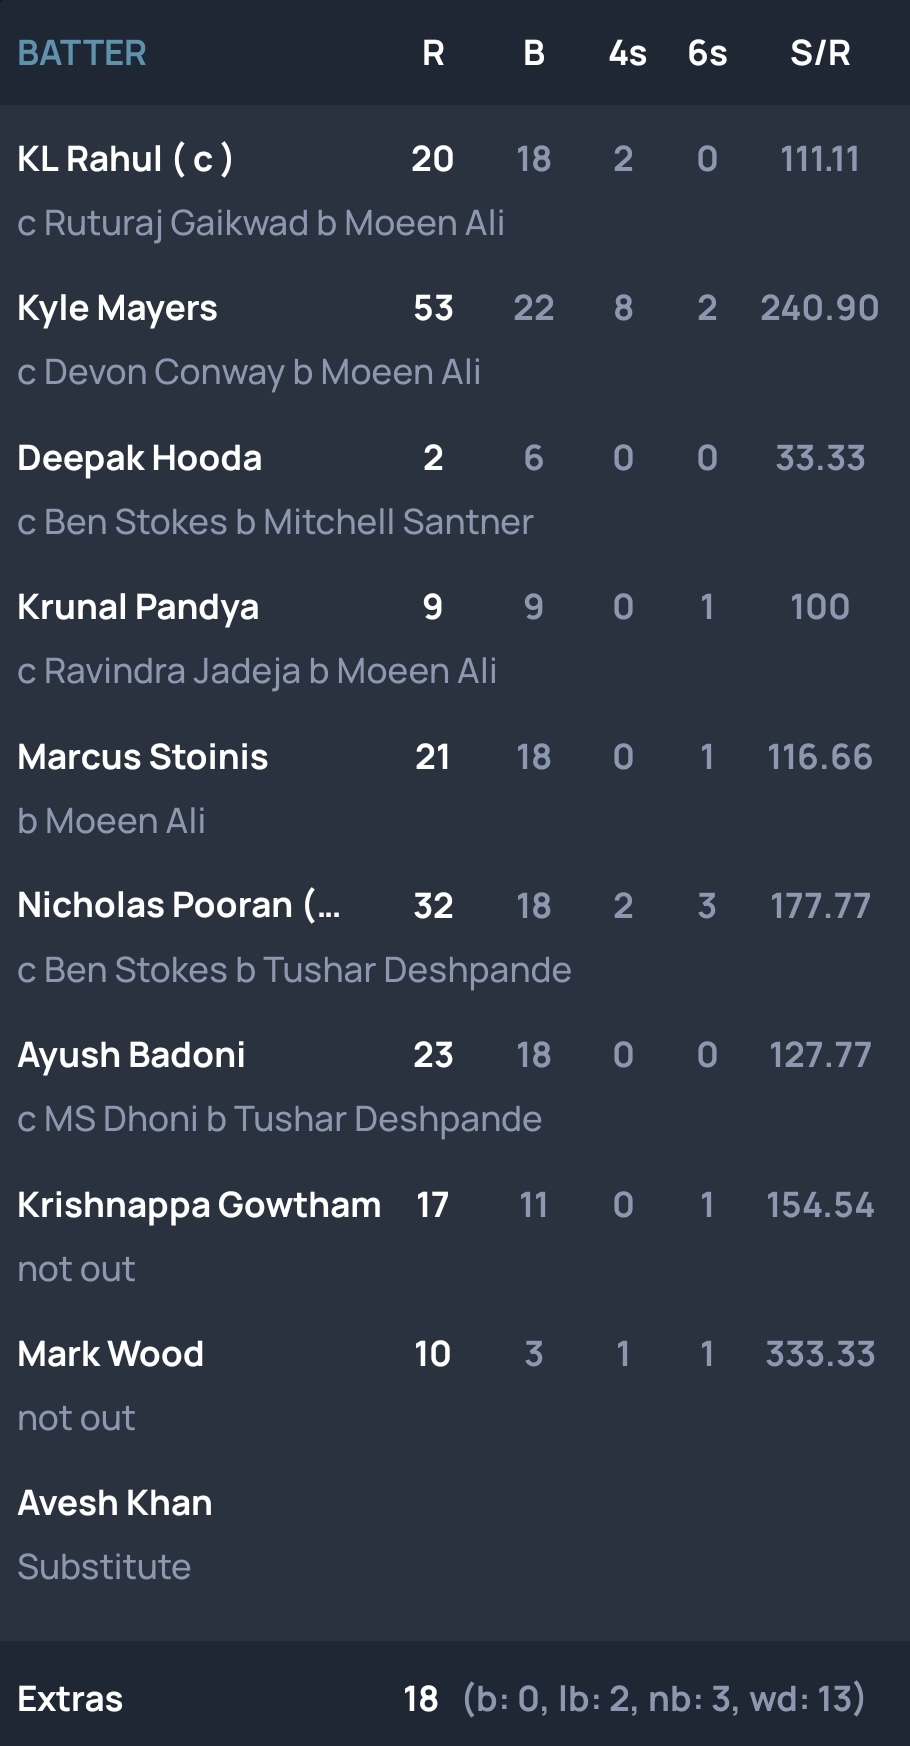 BATTER R B 4s 6s S/R
KL Rahul ( c ) 20 18 2 0 111.11
c Ruturaj Gaikwad b Moeen Ali
Kyle Mayers 53 22 8 2 240.90
c Devon Conway b Moeen Ali
Deepak Hooda 2 6 0 0 33.33
c Ben Stokes b Mitchell Santner
Krunal Pandya 9 9 0 1 100
c Ravindra Jadeja b Moeen Ali
Marcus Stoinis 21 18 0 1 116.66
b Moeen Ali
Nicholas Pooran (... 32 18 2 3 177.77
c Ben Stokes b Tushar Deshpande
Ayush Badoni 23 18 0 0 127.77
c MS Dhoni b Tushar Deshpande
Krishnappa Gowtham 17 11 0 1 154.54
not out
Mark Wood 10 3 1 1 333.33
not out
Avesh Khan
Substitute
Extras 18 (b: 0, lb: 2, nb: 3, wd: 13)